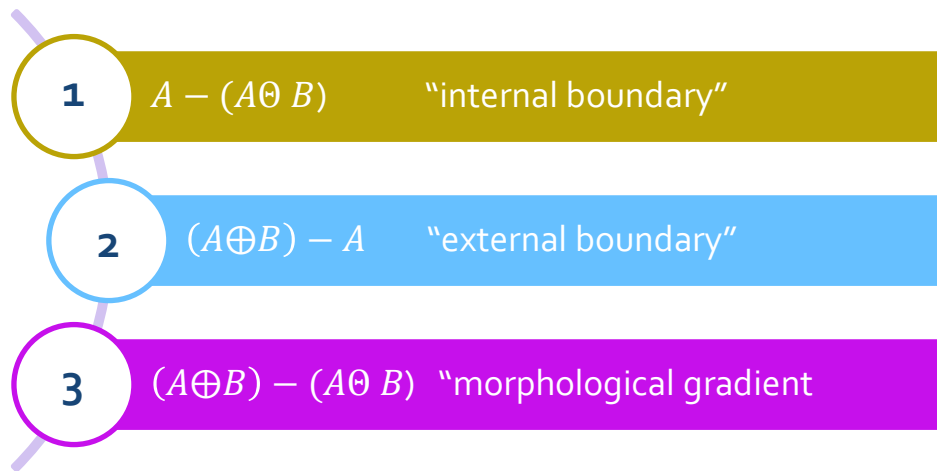 1 A − (AΘ B) “internal boundary”
2 (A⊕B) − A “external boundary”
3 (A⊕B) − (AΘ B) “morphological gradient